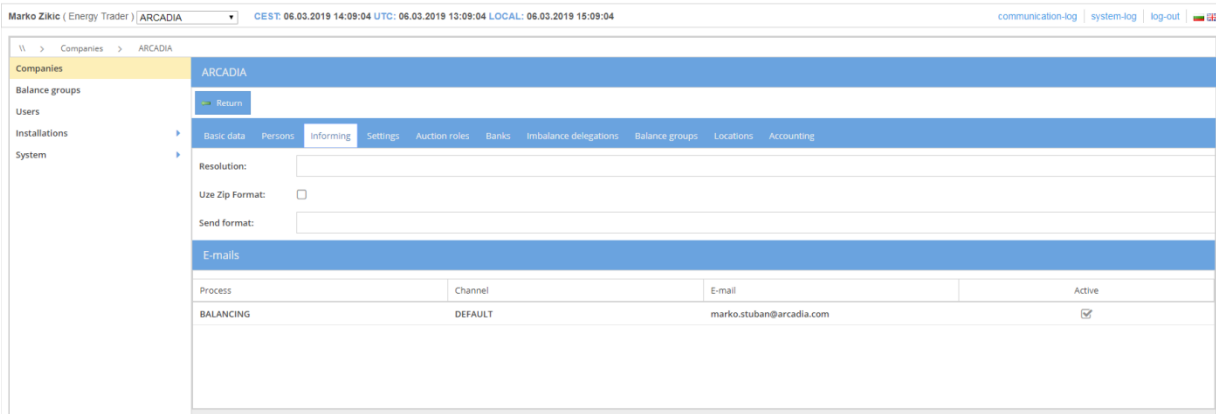 Marko Zikic ( Energy Trader ) ARCADIA CEST: 06.03.2019 14:09:04 UTC: 06.03.2019 13:09:04 LOCAL: 06.03.2019 15:09:04 communication-log system-log log-out
\\ > Companies > ARCADIA
Companies
Balance groups
Users
Installations
System
ARCADIA
Return
Basic data Persons Informing Settings Auction roles Banks Imbalance delegations Balance groups Locations Accounting
Resolution:
Uze Zip Format:
Send format:
E-mails
Process Channel E-mail Active
BALANCING DEFAULT marko.stuban@arcadia.com